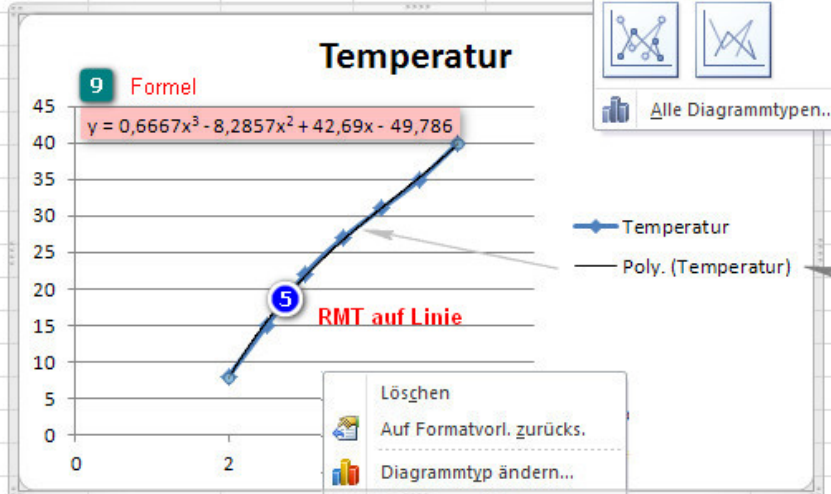 Temperatur
9 Formel
y = 0,6667x³ - 8,2857x² + 42,69x - 49,786
45
40
35
30
25
20
15
10
5
0
0
2
5
RMT auf Linie
Temperatur
Poly. (Temperatur)
Alle Diagrammtypen..
Löschen
Auf Formatvorl. zurücks.
Diagrammtyp ändern...